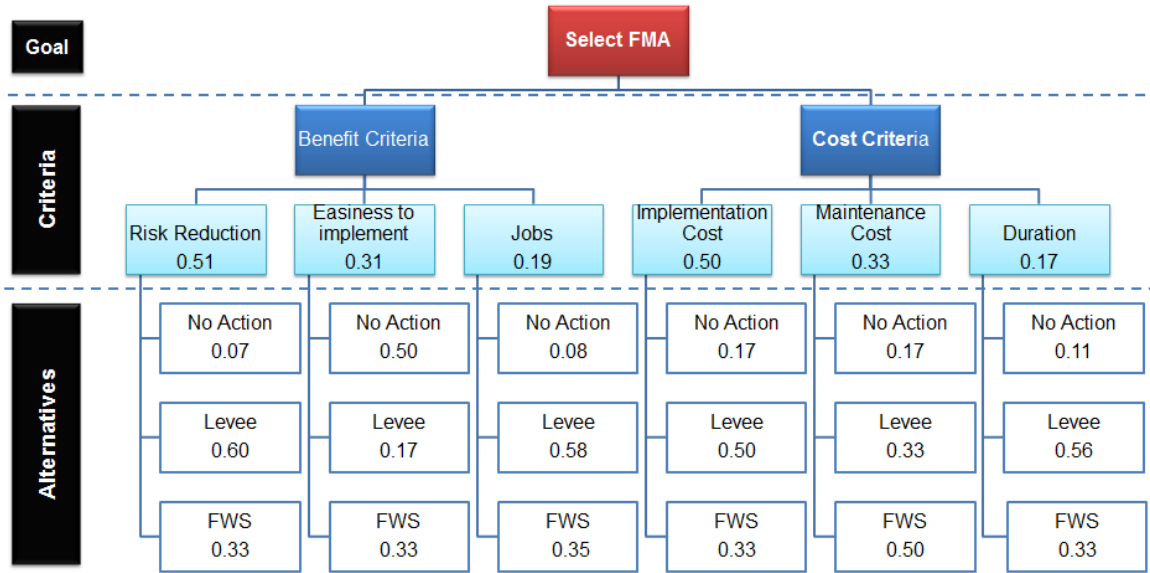 Goal
Select FMA
Criteria
Benefit Criteria
Cost Criteria
Risk Reduction
0.51
Easiness to
implement
0.31
Jobs
0.19
Implementation
Cost
0.50
Maintenance
Cost
0.33
Duration
0.17
Alternatives
No Action
0.07
No Action
0.50
No Action
0.08
No Action
0.17
No Action
0.17
No Action
0.11
Levee
0.60
Levee
0.17
Levee
0.58
Levee
0.50
Levee
0.33
Levee
0.56
FWS
0.33
FWS
0.33
FWS
0.35
FWS
0.33
FWS
0.50
FWS
0.33